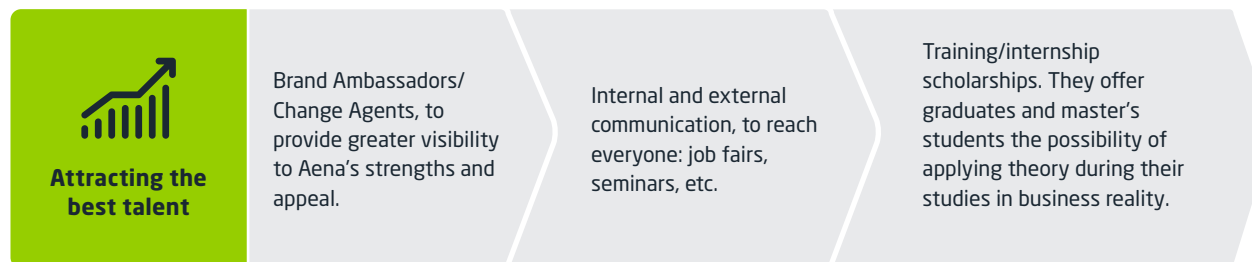 Attracting the
best talent
Brand Ambassadors/
Change Agents, to
provide greater visibility
to Aena's strengths and
appeal.
Internal and external
communication, to reach
everyone: job fairs,
seminars, etc.
Training/internship
scholarships. They offer
graduates and master's
students the possibility of
applying theory during their
studies in business reality.